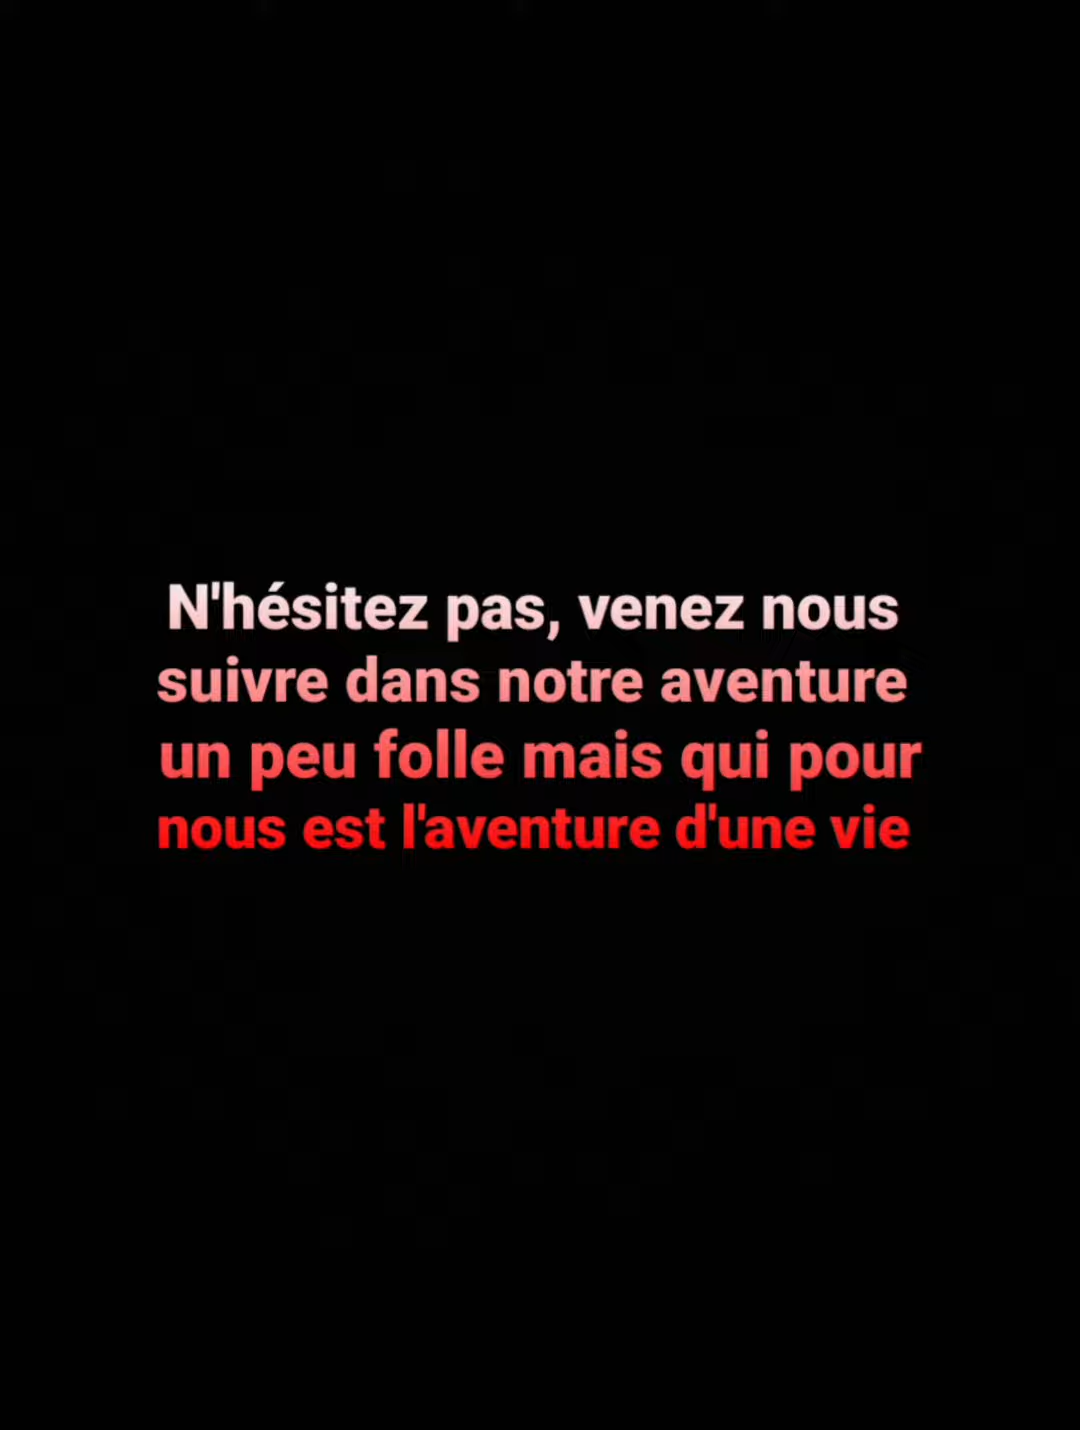 N'hésitez pas, venez nous
suivre dans notre aventure
un peu folle mais qui pour
nous est l'aventure d'une vie